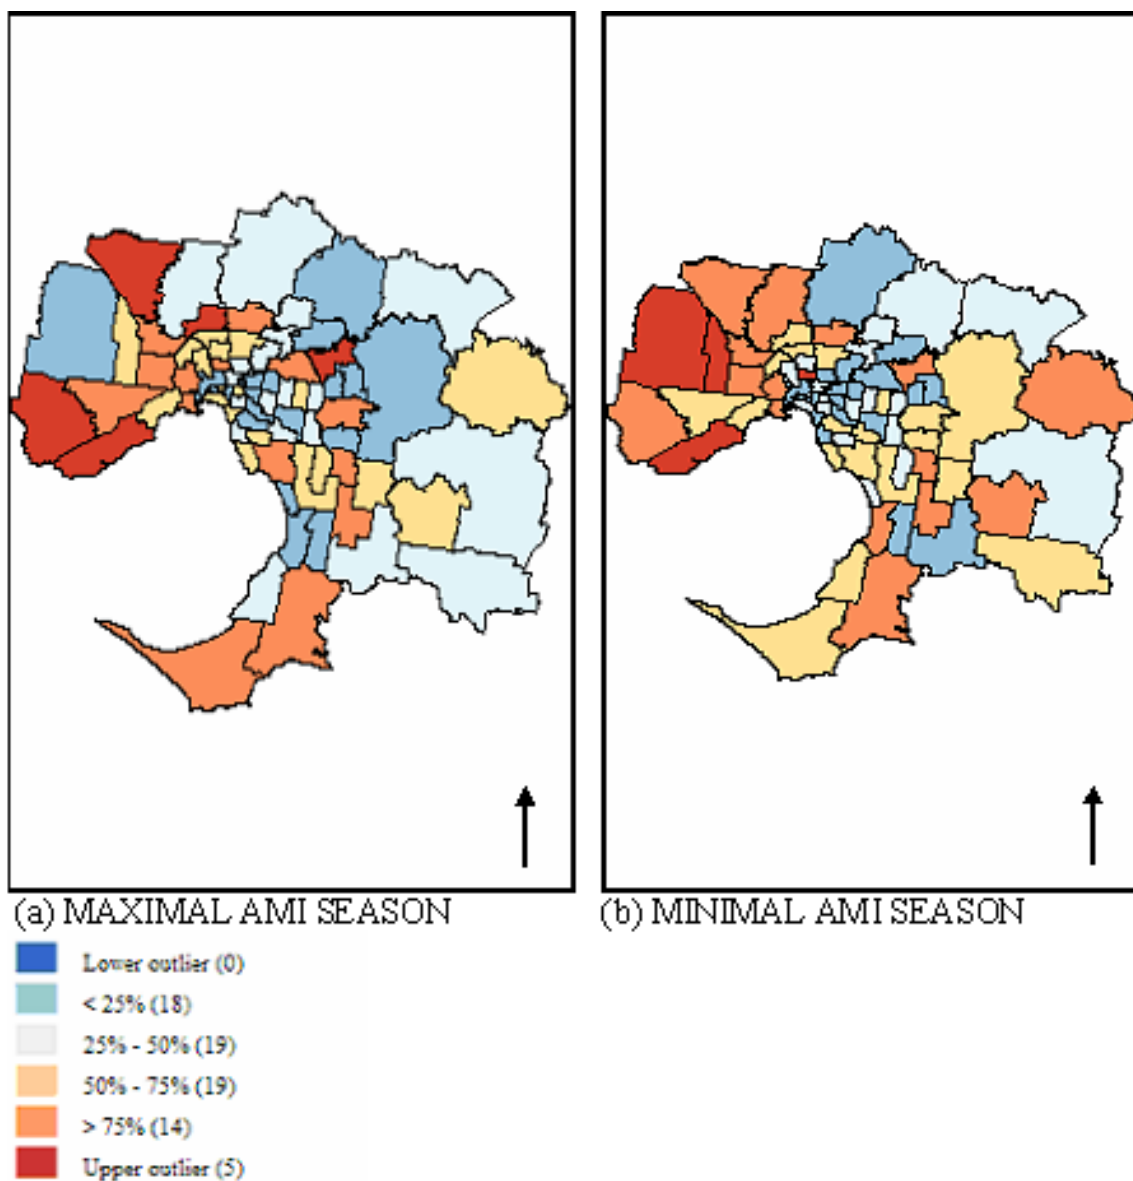 (a) MAXIMAL AMI SEASON
(b) MINIMAL AMI SEASON
Lower outlier (0)
< 25% (18)
25% - 50% (19)
50% - 75% (19)
> 75% (14)
Upper outlier (5)